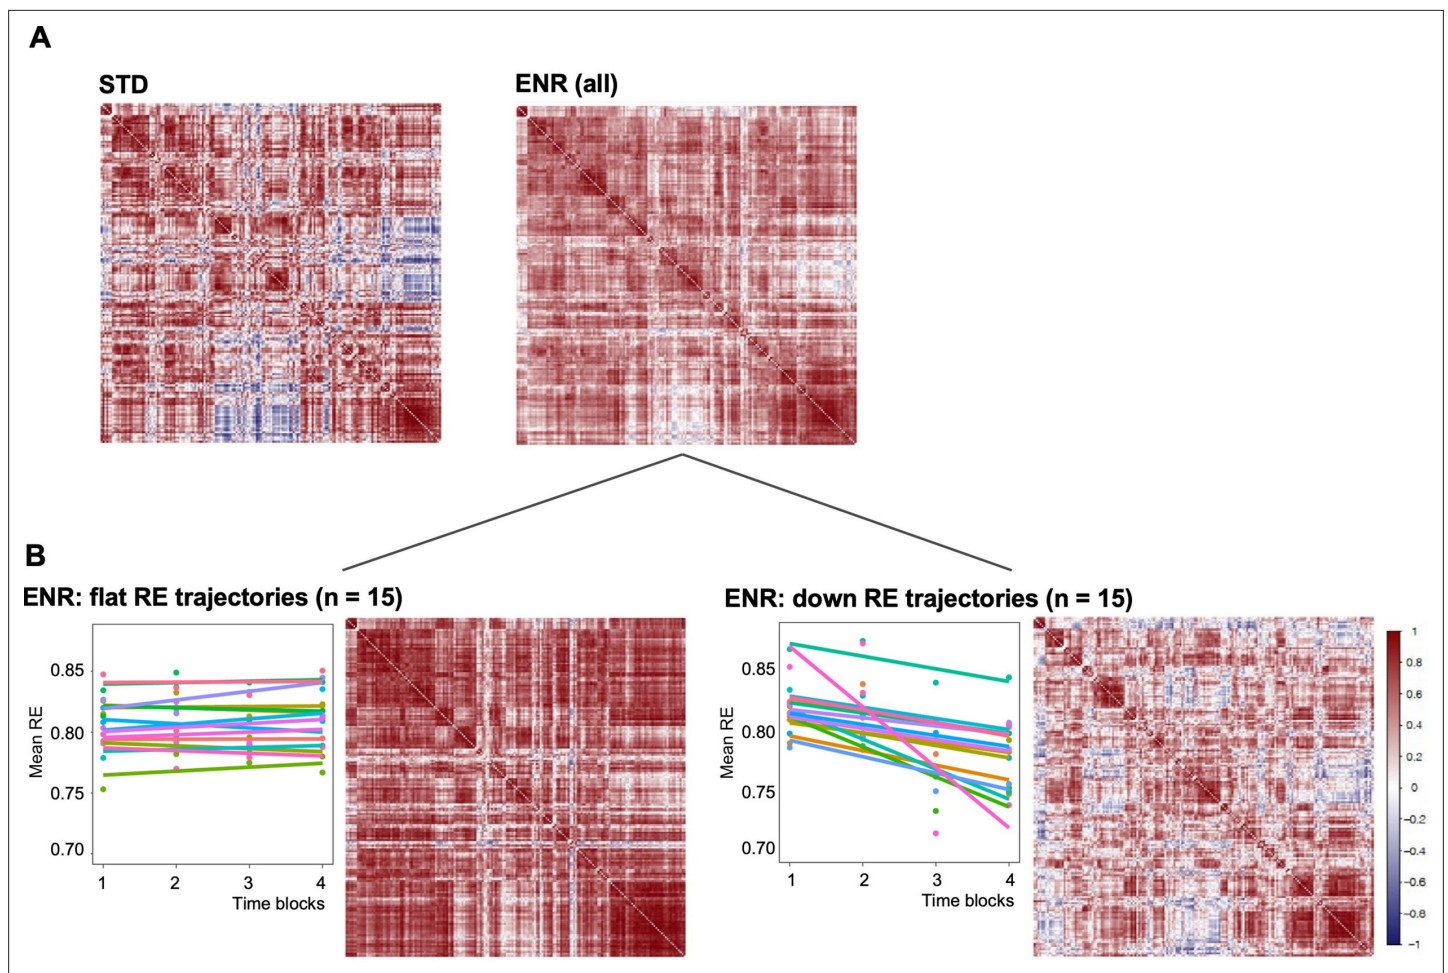 A
STD
ENR (all)
B
ENR: flat RE trajectories (n = 15)
ENR: down RE trajectories (n = 15)
Mean RE
0.85
0.80
0.75
0.70
1 2 3 4
Time blocks
Mean RE
0.85
0.80
0.75
0.70
1 2 3 4
Time blocks
1
0.8
0.6
0.4
0.2
0
−0.2
−0.4
−0.6
−0.8
−1